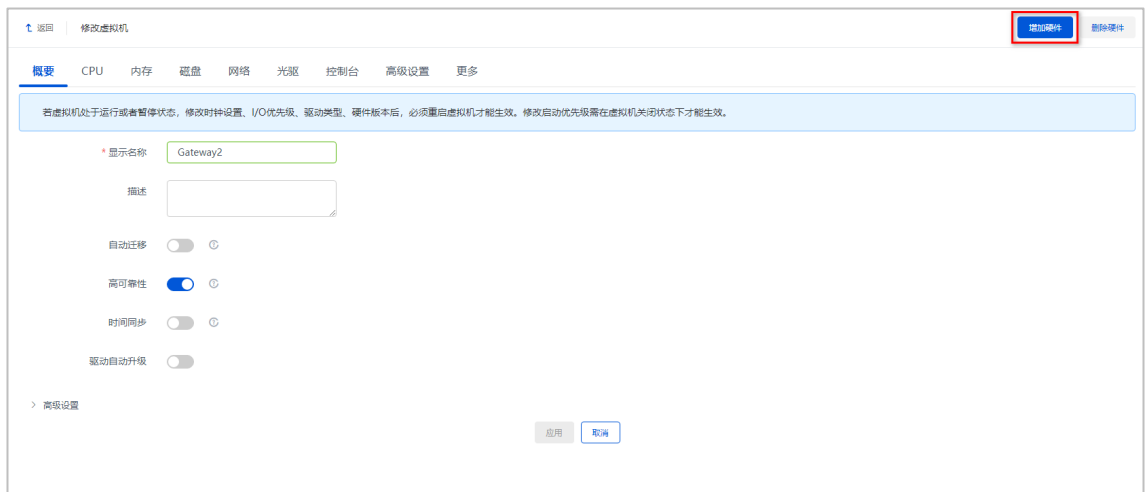 返回 修改虚拟机 增加硬件 删除硬件
概要 CPU 内存 磁盘 网络 光驱 控制台 高级设置 更多
若虚拟机处于运行或者暂停状态，修改时钟设置、I/O优先级、驱动类型、硬件版本后，必须重启虚拟机才能生效。修改启动优先级需在虚拟机关闭状态下才能生效。
* 显示名称 Gateway2
描述
自动迁移
高可靠性
时间同步
驱动自动升级
> 高级设置
应用 取消